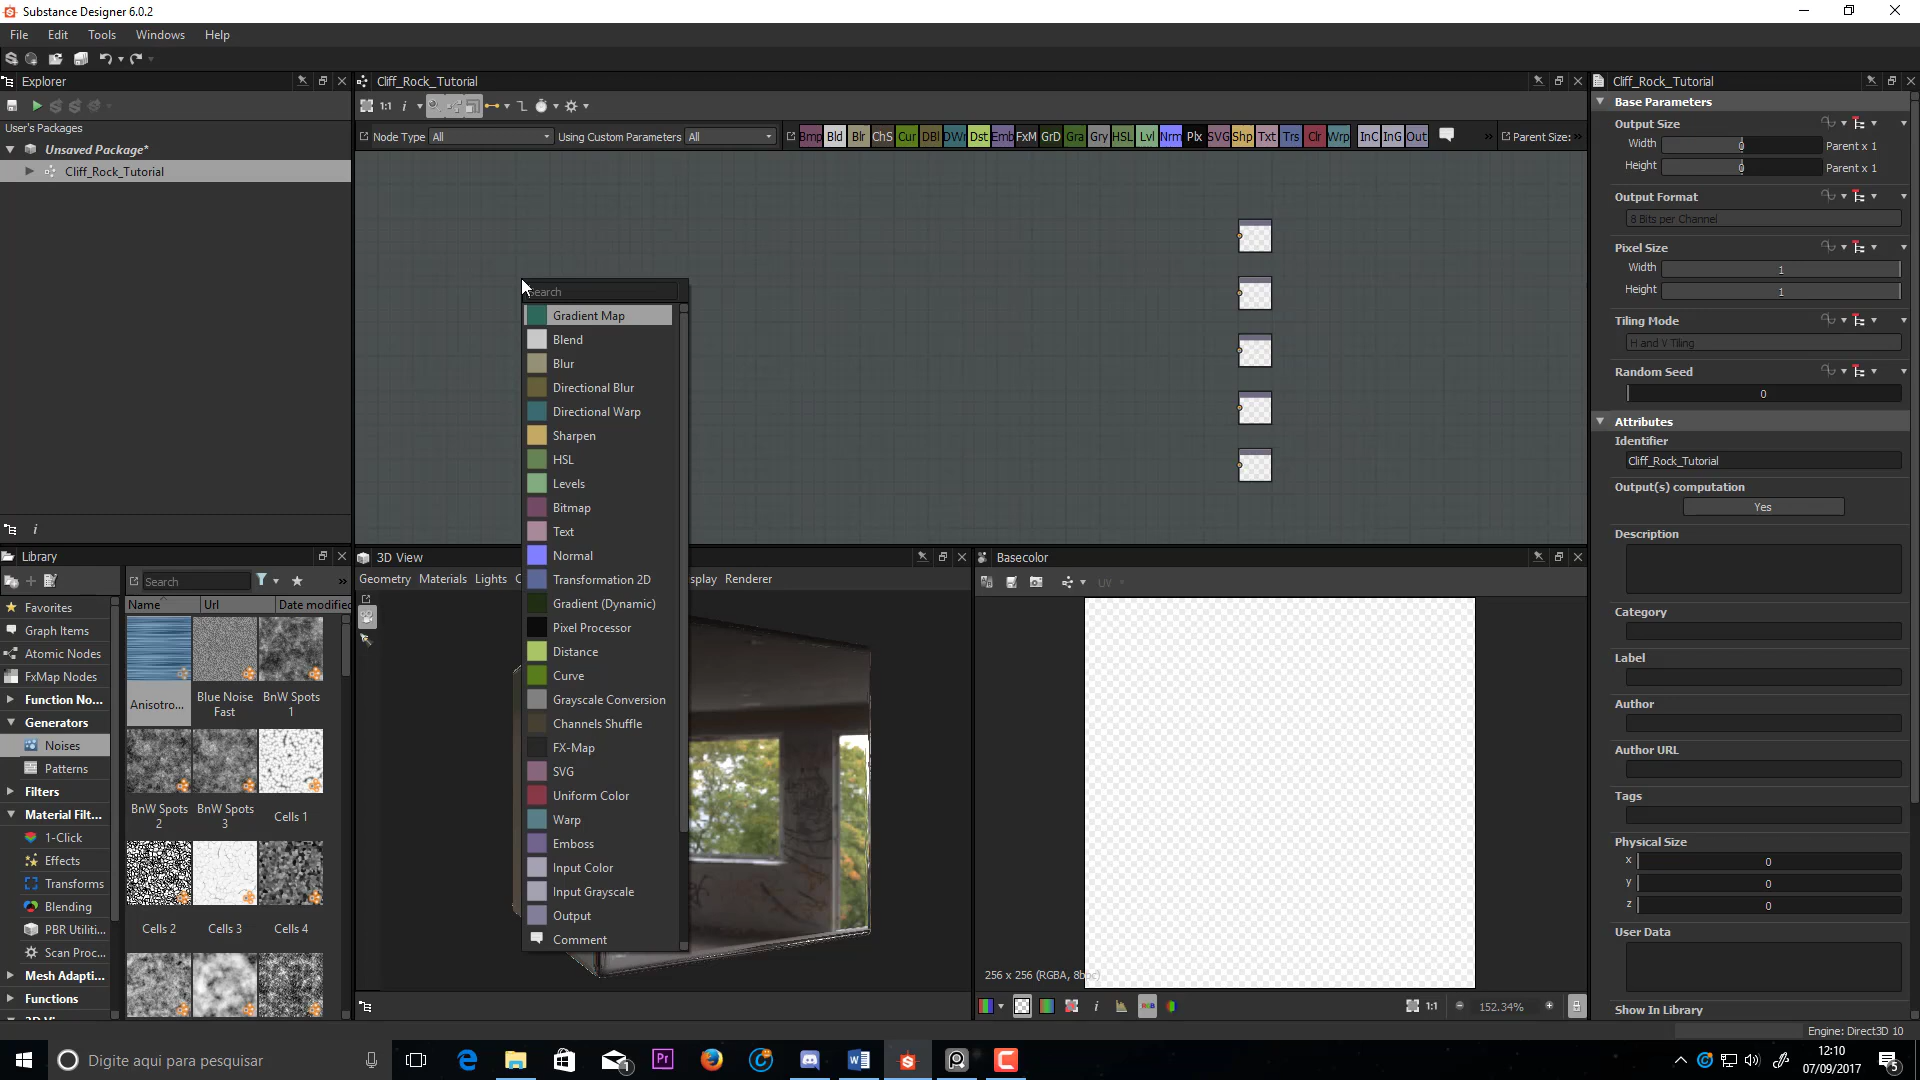 Substance Designer 6.0.2
File Edit Tools Windows Help
Explorer
User's Packages
Unsaved Package*
Cliff_Rock_Tutorial
Cliff_Rock_Tutorial
1:1
Node Type All Using Custom Parameters All
Bmp Bld Blr ChS Cur DBl DWr Dst Emb FxM GrD Gra Gry HSL Lvl Nrm Plx SVG Shp Txt Trs Clr Wrp InC InG Out
Parent Size:
Search
Gradient Map
Blend
Blur
Directional Blur
Directional Warp
Sharpen
HSL
Levels
Bitmap
Text
Normal
Transformation 2D
Gradient (Dynamic)
Pixel Processor
Distance
Curve
Grayscale Conversion
Channels Shuffle
FX-Map
SVG
Uniform Color
Warp
Emboss
Input Color
Input Grayscale
Output
Comment
Library
Search
Name Url Date modified
Favorites
Graph Items
Atomic Nodes
FxMap Nodes
Function No...
Generators
Noises
Patterns
Filters
Material Filt...
1-Click
Effects
Transforms
Blending
PBR Utiliti...
Scan Proc...
Mesh Adapti...
Functions
Anisotro...
Blue Noise Fast
BnW Spots 1
BnW Spots 2
BnW Spots 3
Cells 1
Cells 2
Cells 3
Cells 4
3D View
Geometry Materials Lights
Renderer
Basecolor
UV
256 x 256 (RGBA, 8bpc)
1:1
152.34%
Cliff_Rock_Tutorial
Base Parameters
Output Size
Width 0 Parent x 1
Height 0 Parent x 1
Output Format
8 Bits per Channel
Pixel Size
Width 1
Height 1
Tiling Mode
H and V Tiling
Random Seed
0
Attributes
Identifier
Cliff_Rock_Tutorial
Output(s) computation
Yes
Description
Category
Label
Author
Author URL
Tags
Physical Size
x 0
y 0
z 0
User Data
Show In Library
Engine: Direct3D 10
Digite aqui para pesquisar
12:10
07/09/2017